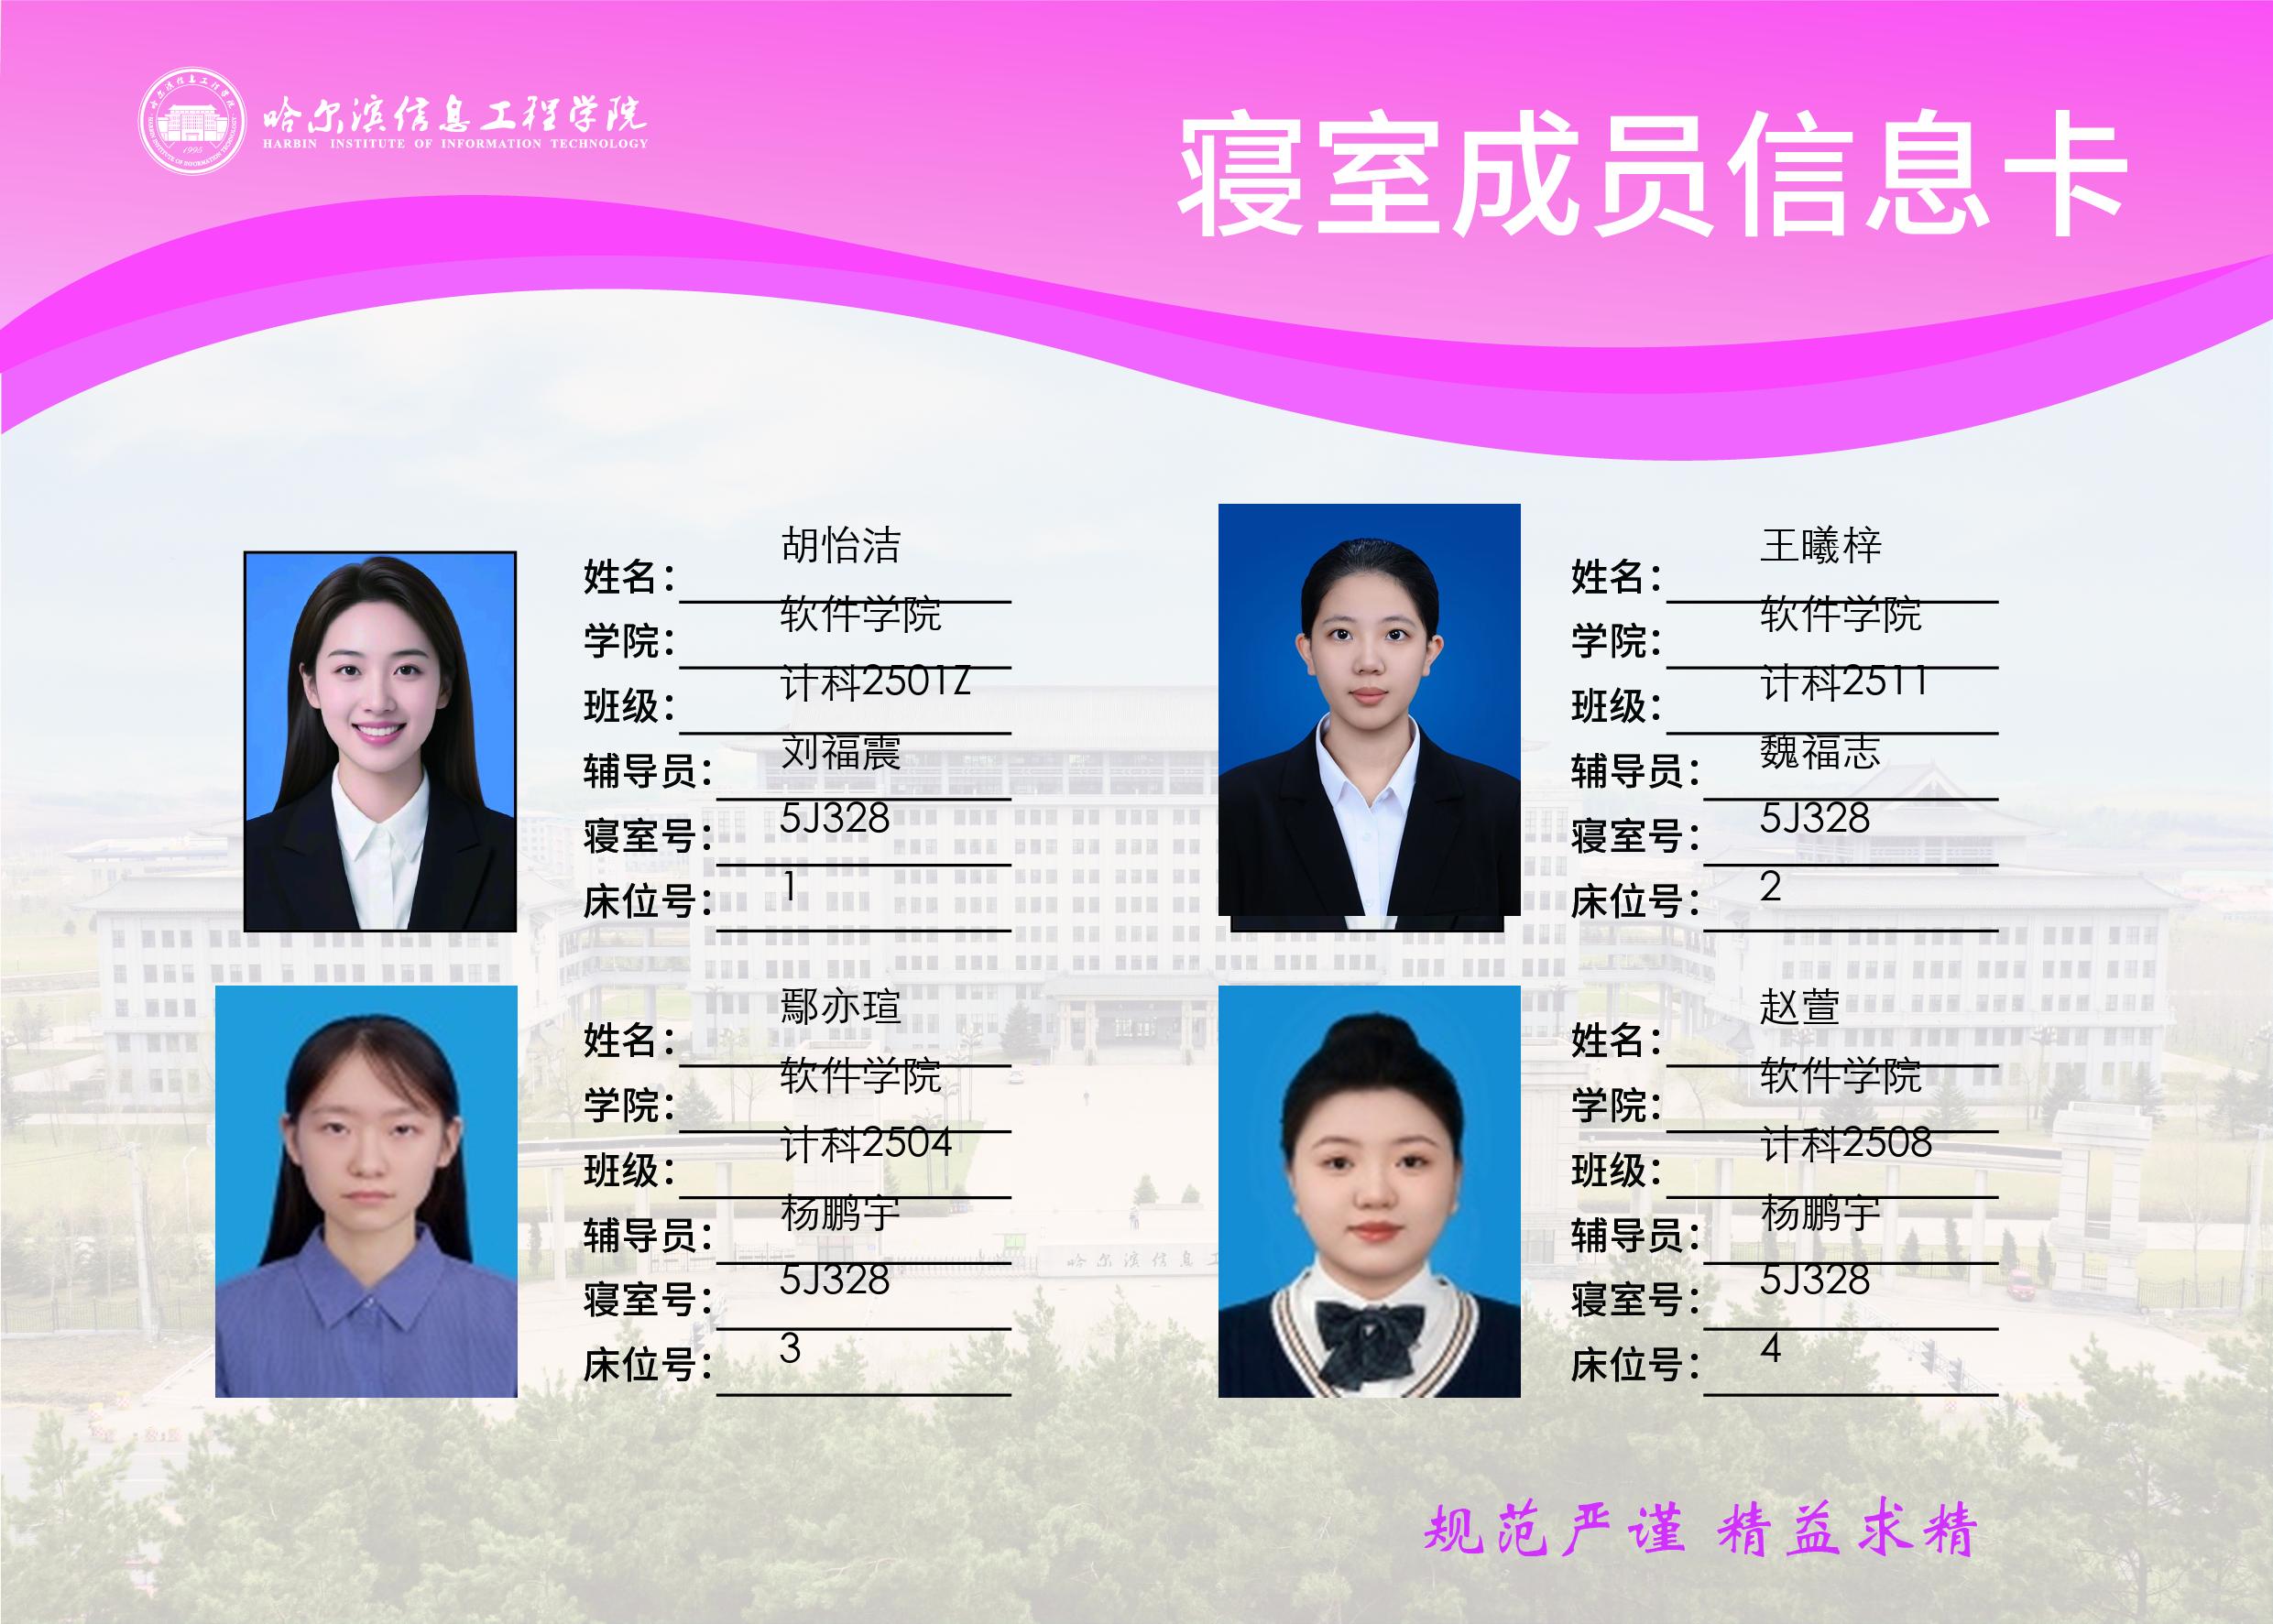 哈尔滨信息工程学院
HARBIN INSTITUTE OF INFORMATION TECHNOLOGY
1995
寝室成员信息卡
姓名：胡怡洁
学院：软件学院
班级：计科2501Z
辅导员：刘福震
寝室号：5J328
床位号：1
姓名：王曦梓
学院：软件学院
班级：计科2511
辅导员：魏福志
寝室号：5J328
床位号：2
姓名：鄢亦瑄
学院：软件学院
班级：计科2504
辅导员：杨鹏宇
寝室号：5J328
床位号：3
姓名：赵萱
学院：软件学院
班级：计科2508
辅导员：杨鹏宇
寝室号：5J328
床位号：4
哈尔滨信息工
规范严谨 精益求精